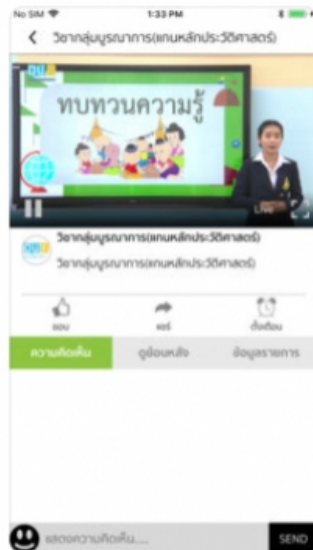 No SIM 1:33 PM
วิชากลุ่มบูรณาการ(แกนหลักประวัติศาสตร์)
ทบทวนความรู้
LIVE
วิชากลุ่มบูรณาการ(แกนหลักประวัติศาสตร์)
วิชากลุ่มบูรณาการ(แกนหลักประวัติศาสตร์)
ชอบ แชร์ ตั้งเตือน
ความคิดเห็น ดูย้อนหลัง ข้อมูลรายการ
แสดงความคิดเห็น..... SEND